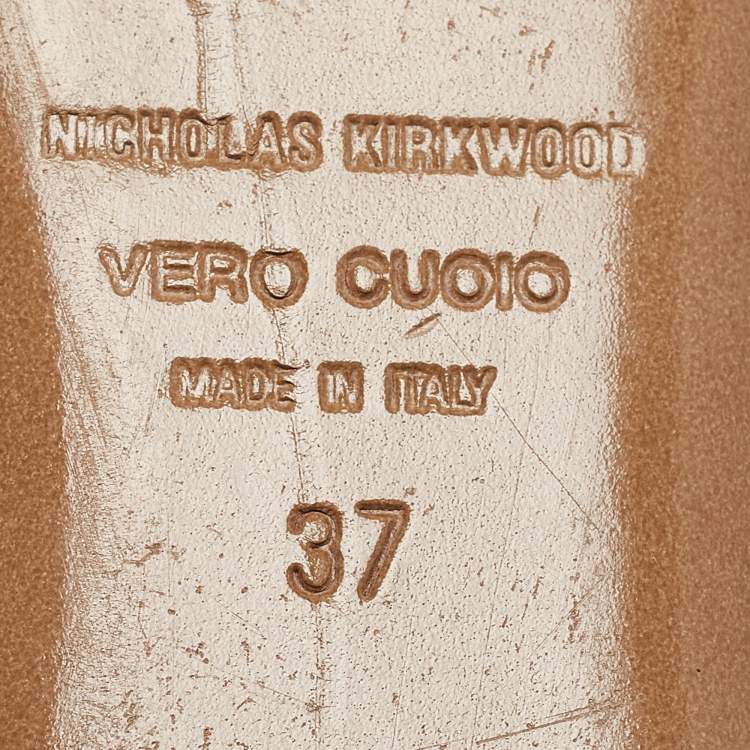 NICHOLAS KIRKWOOD
VERO CUOIO
MADE IN ITALY
37